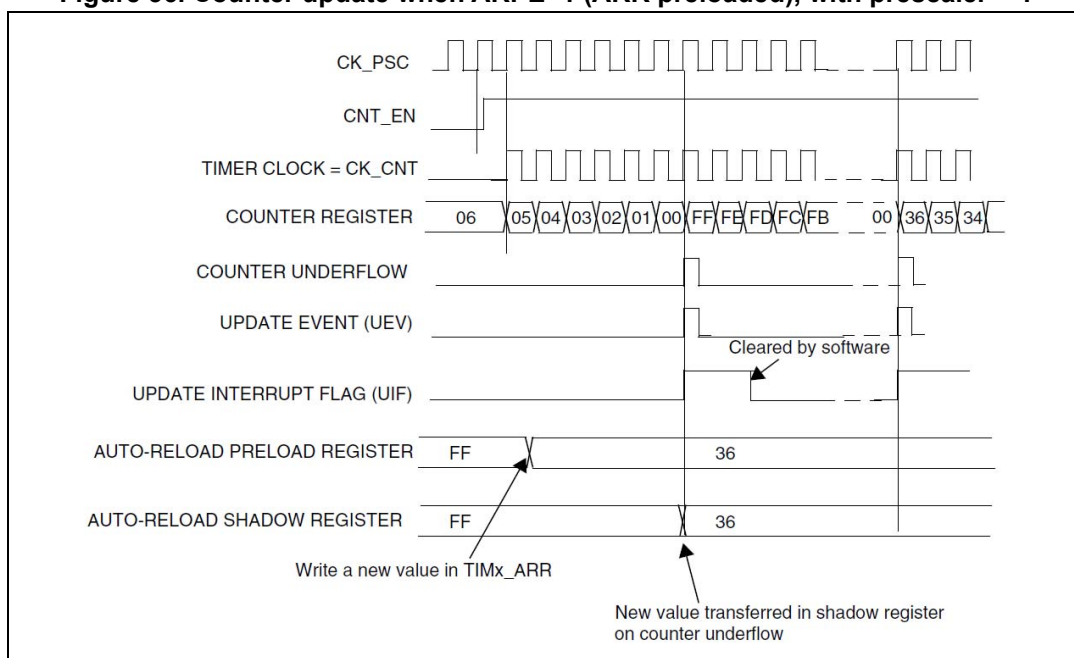 CK_PSC
CNT_EN
TIMER CLOCK = CK_CNT
COUNTER REGISTER 06 05 04 03 02 01 00 FF FE FD FC FB 00 36 35 34
COUNTER UNDERFLOW
UPDATE EVENT (UEV)
Cleared by software
UPDATE INTERRUPT FLAG (UIF)
AUTO-RELOAD PRELOAD REGISTER FF 36
AUTO-RELOAD SHADOW REGISTER FF 36
Write a new value in TIMx_ARR
New value transferred in shadow register
on counter underflow